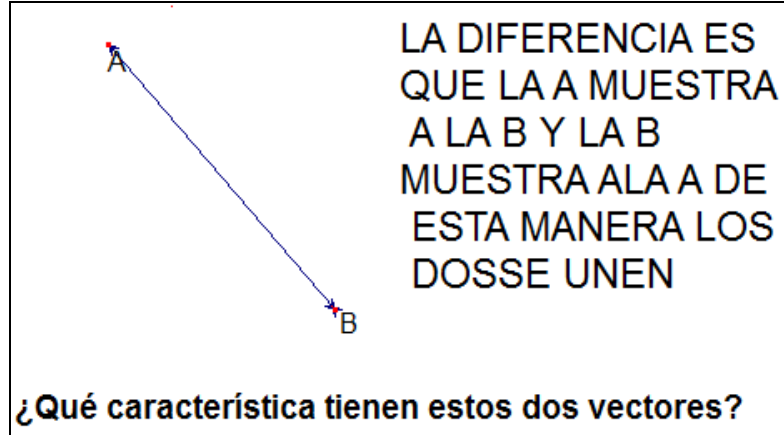 A
B
LA DIFERENCIA ES
QUE LA A MUESTRA
A LA B Y LA B
MUESTRA ALA A DE
ESTA MANERA LOS
DOSSE UNEN
¿Qué característica tienen estos dos vectores?